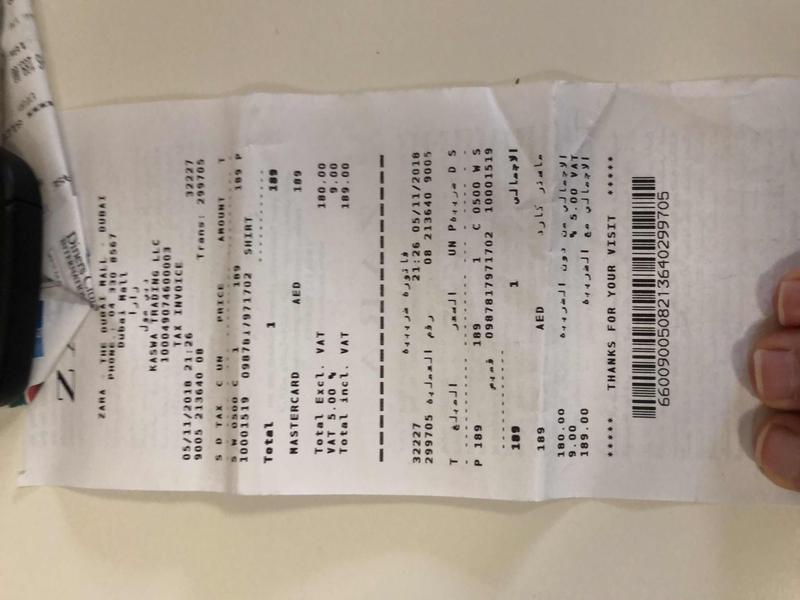 Z
ZARA - THE DUBAI MALL - DUBAI
PHONE : 04 330 8567
Dubai Mall
زارا
دبي مول
KASWA TRADING LLC
100049074600003
TAX INVOICE
05/11/2018 21:26 32227
9005 213640 08 Trans: 299705
S D TAX C UN PRICE AMOUNT T
S W 0500 C 1 189 189 P
10001519 0987817971702 SHIRT
Total 1 189
MASTERCARD AED 189
Total Excl. VAT 180.00
VAT 5.00 % 9.00
Total incl. VAT 189.00
فاتورة ضريبية
32227 21:26 05/11/2018
299705 رقم العملية 08 213640 9005
T المبلغ السعر UN ضريبة D S
P 189 189 1 C 0500 W S
قميص 0987817971702 10001519
189 1 الإجمالي
189 AED ماستر كارد
180.00 الإجمالي من دون الضريبة
9.00 % 5.00 VAT
189.00 الإجمالي مع الضريبة
***** THANKS FOR YOUR VISIT *****
6600900508213640299705